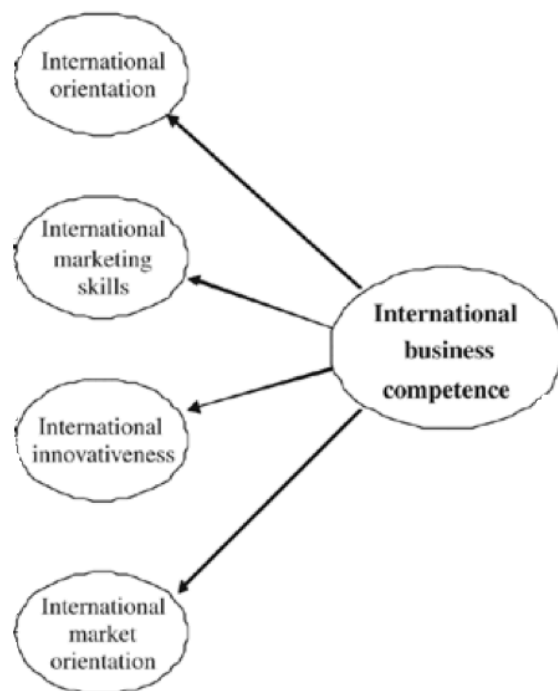 International
orientation
International
marketing
skills
International
business
competence
International
innovativeness
International
market
orientation